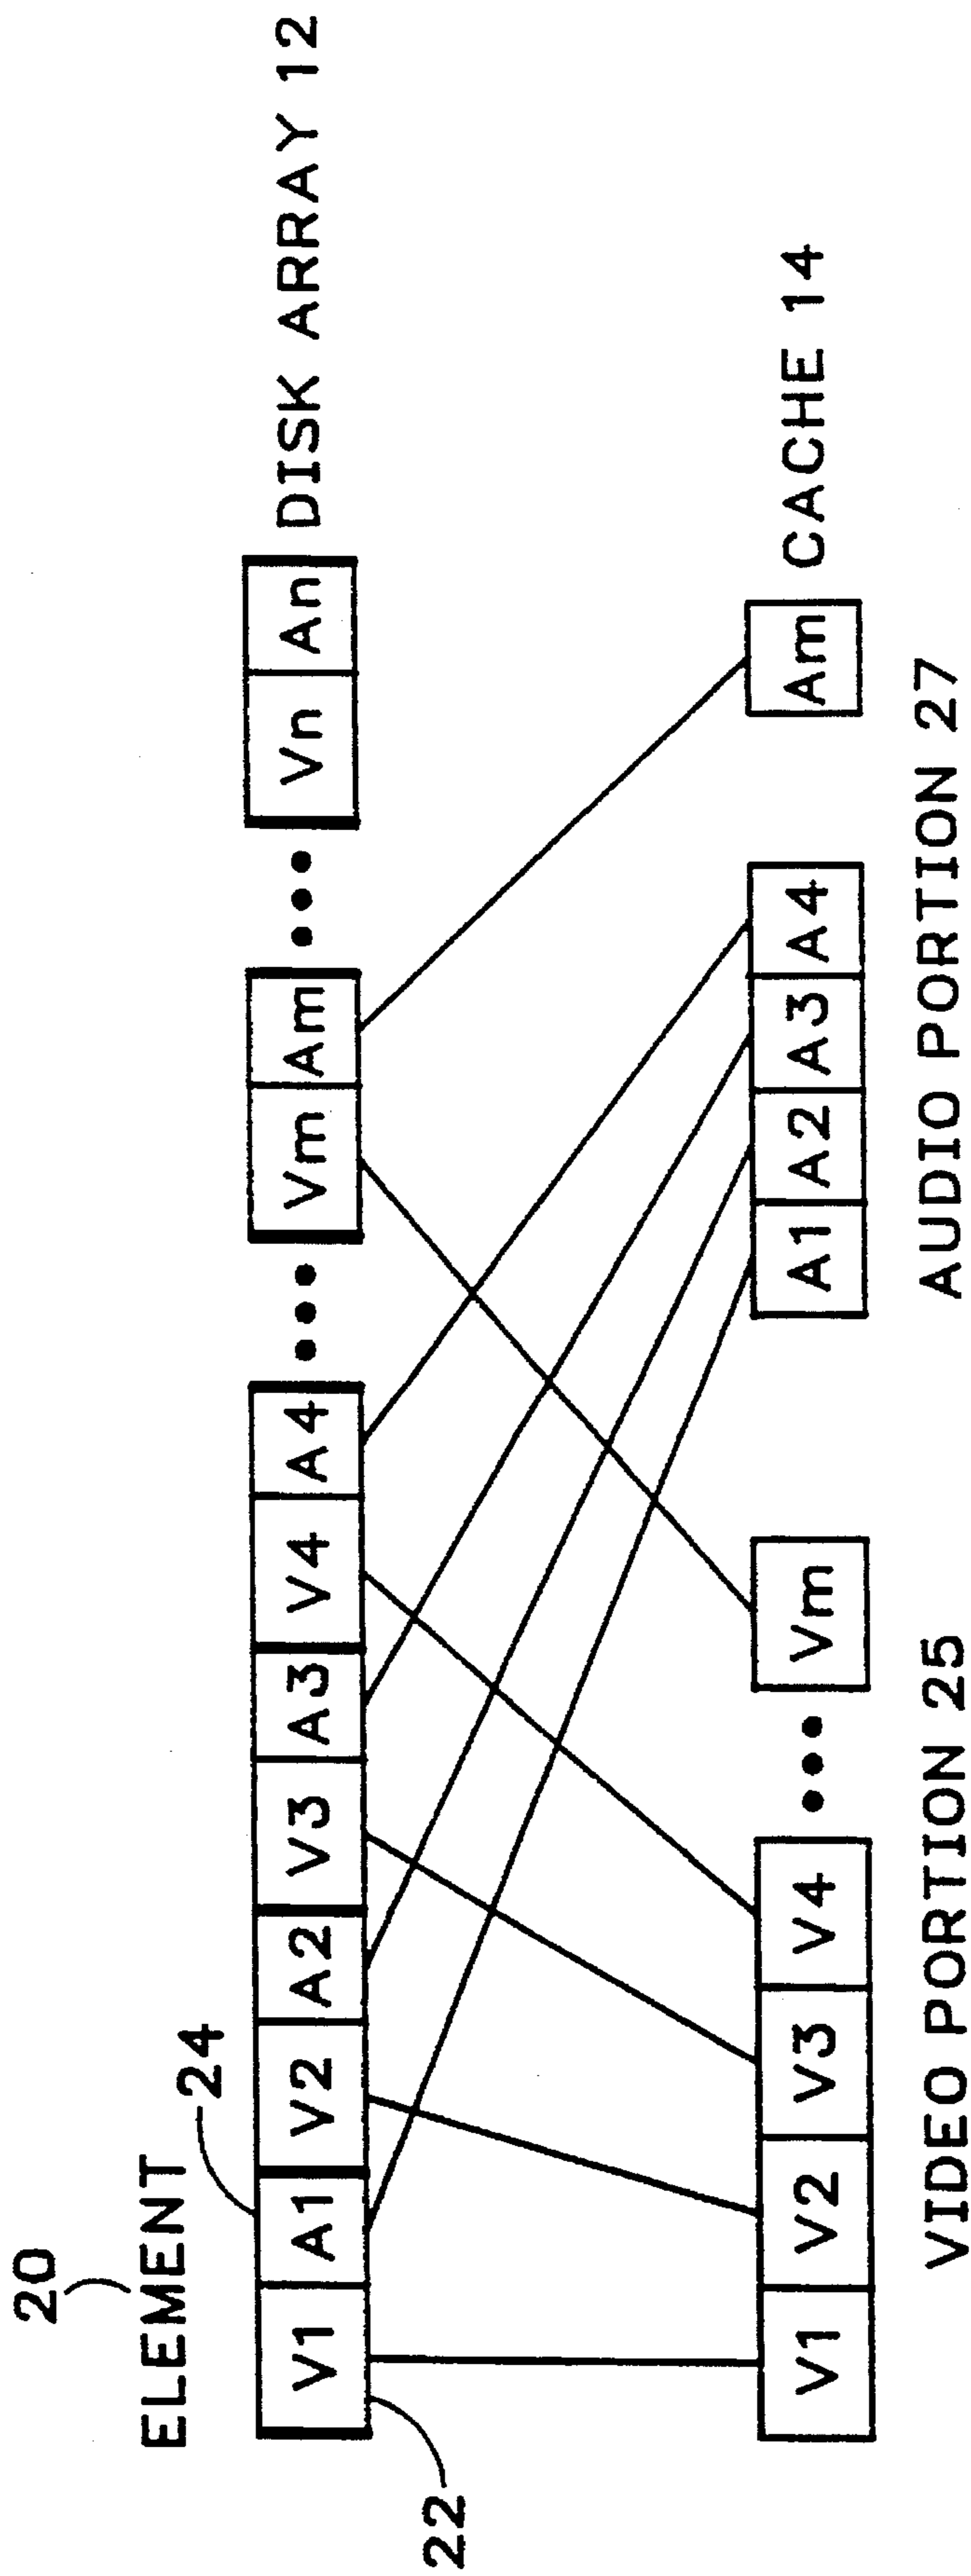 20
ELEMENT
24
V1 A1 V2 A2 V3 A3 V4 A4 ••• Vm Am ••• Vn An DISK ARRAY 12
22
V1 V2 V3 V4 ••• Vm A1 A2 A3 A4 Am CACHE 14
VIDEO PORTION 25 AUDIO PORTION 27